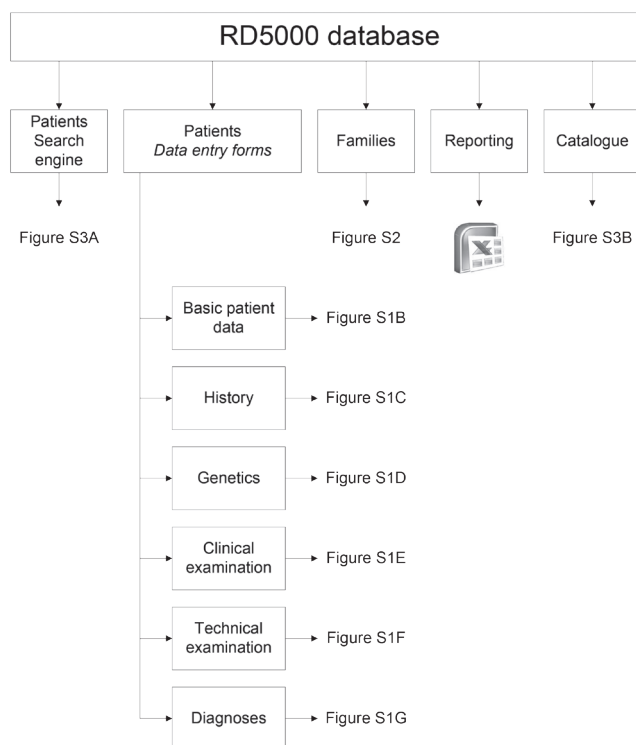 RD5000 database
Patients
Search
engine
Patients
Data entry forms
Families
Reporting
Catalogue
Figure S3A
Figure S2
X
Figure S3B
Basic patient
data
Figure S1B
History
Figure S1C
Genetics
Figure S1D
Clinical
examination
Figure S1E
Technical
examination
Figure S1F
Diagnoses
Figure S1G